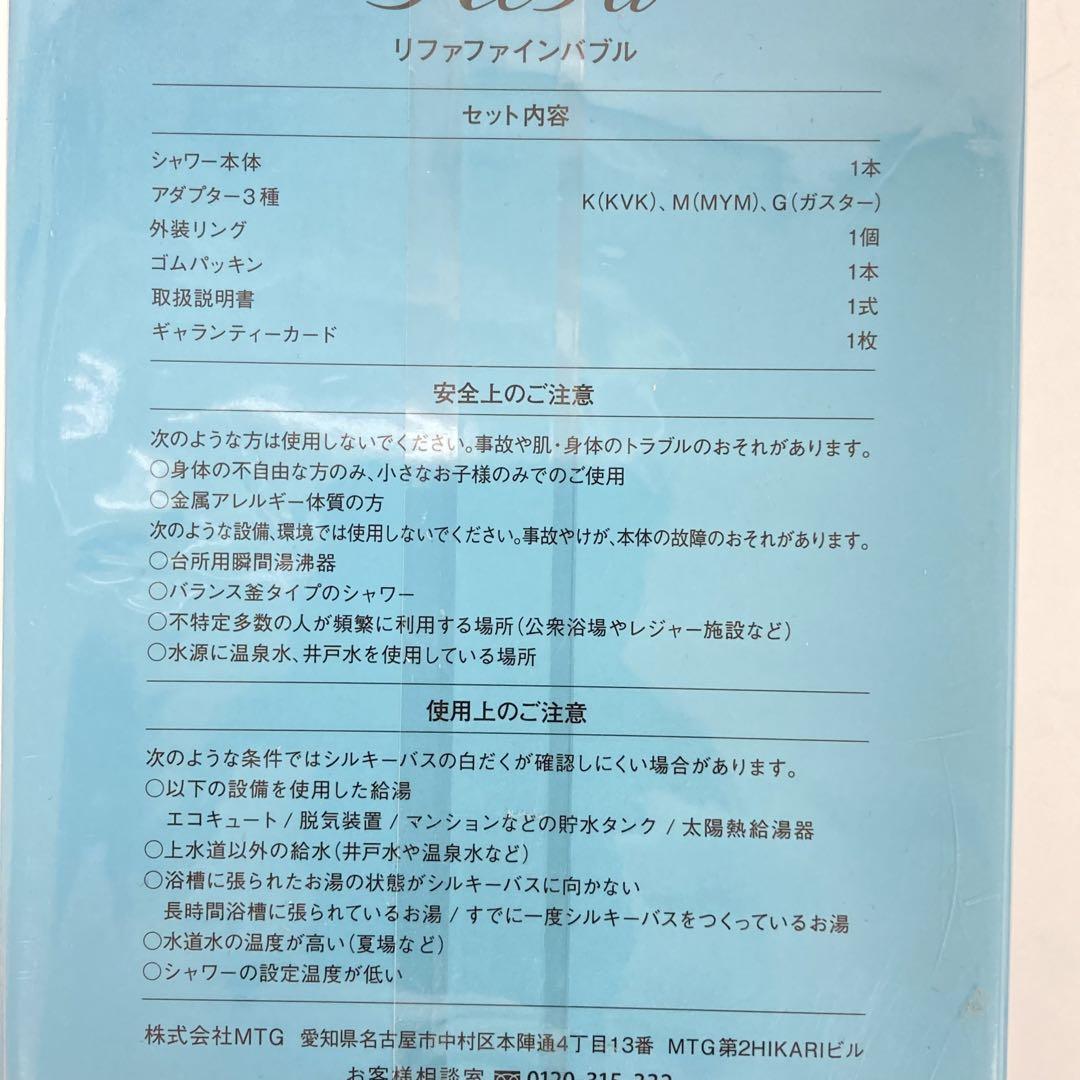 リファファインバブル
セット内容
シャワー本体 1本
アダプター3種 K(KVK)、M(MYM)、G(ガスター)
外装リング 1個
ゴムパッキン 1本
取扱説明書 1式
ギャランティーカード 1枚
安全上のご注意
次のような方は使用しないでください。事故や肌・身体のトラブルのおそれがあります。
○身体の不自由な方のみ、小さなお子様のみでのご使用
○金属アレルギー体質の方
次のような設備、環境では使用しないでください。事故やけが、本体の故障のおそれがあります。
○台所用瞬間湯沸器
○バランス釜タイプのシャワー
○不特定多数の人が頻繁に利用する場所(公衆浴場やレジャー施設など)
○水源に温泉水、井戸水を使用している場所
使用上のご注意
次のような条件ではシルキーバスの白だくが確認しにくい場合があります。
○以下の設備を使用した給湯
エコキュート / 脱気装置 / マンションなどの貯水タンク / 太陽熱給湯器
○上水道以外の給水(井戸水や温泉水など)
○浴槽に張られたお湯の状態がシルキーバスに向かない
長時間浴槽に張られているお湯 / すでに一度シルキーバスをつくっているお湯
○水道水の温度が高い(夏場など)
○シャワーの設定温度が低い
株式会社MTG 愛知県名古屋市中村区本陣通4丁目13番 MTG第2HIKARIビル
お客様相談室 0120-315-332